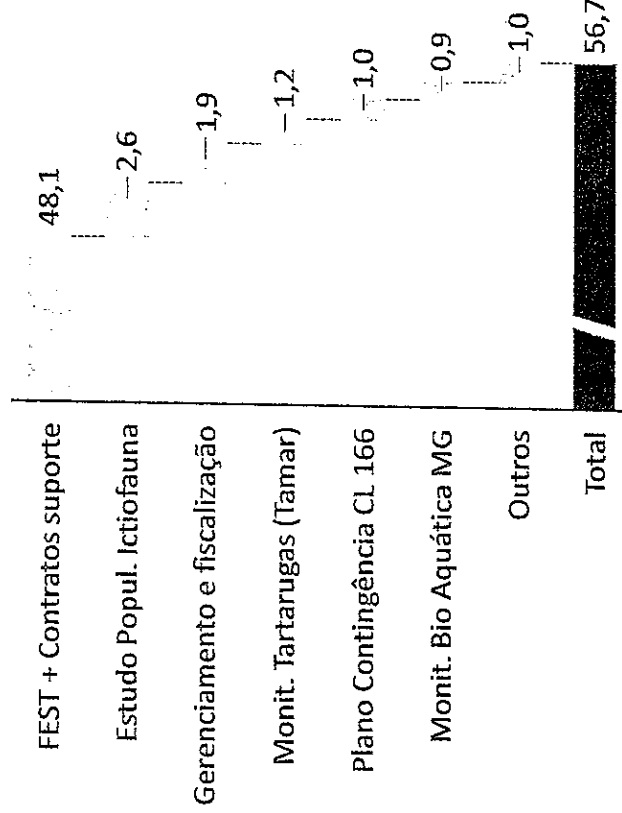 FEST + Contratos suporte 48,1
Estudo Popul. Ictiofauna 2,6
Gerenciamento e fiscalização 1,9
Monit. Tartarugas (Tamar) 1,2
Plano Contingência CL 166 1,0
Monit. Bio Aquática MG 0,9
Outros 1,0
Total 56,7